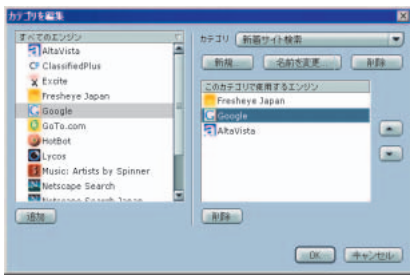 カテゴリを編集
すべてのエンジン
AltaVista
ClassifiedPlus
Excite
Fresheye Japan
Google
GoTo.com
HotBot
Lycos
Music: Artists by Spinner
Netscape Search
Netscape Search Japan
追加
カテゴリ
新着サイト検索
新規
名前を変更
削除
このカテゴリで使用するエンジン
Fresheye Japan
Google
AltaVista
削除
OK
キャンセル